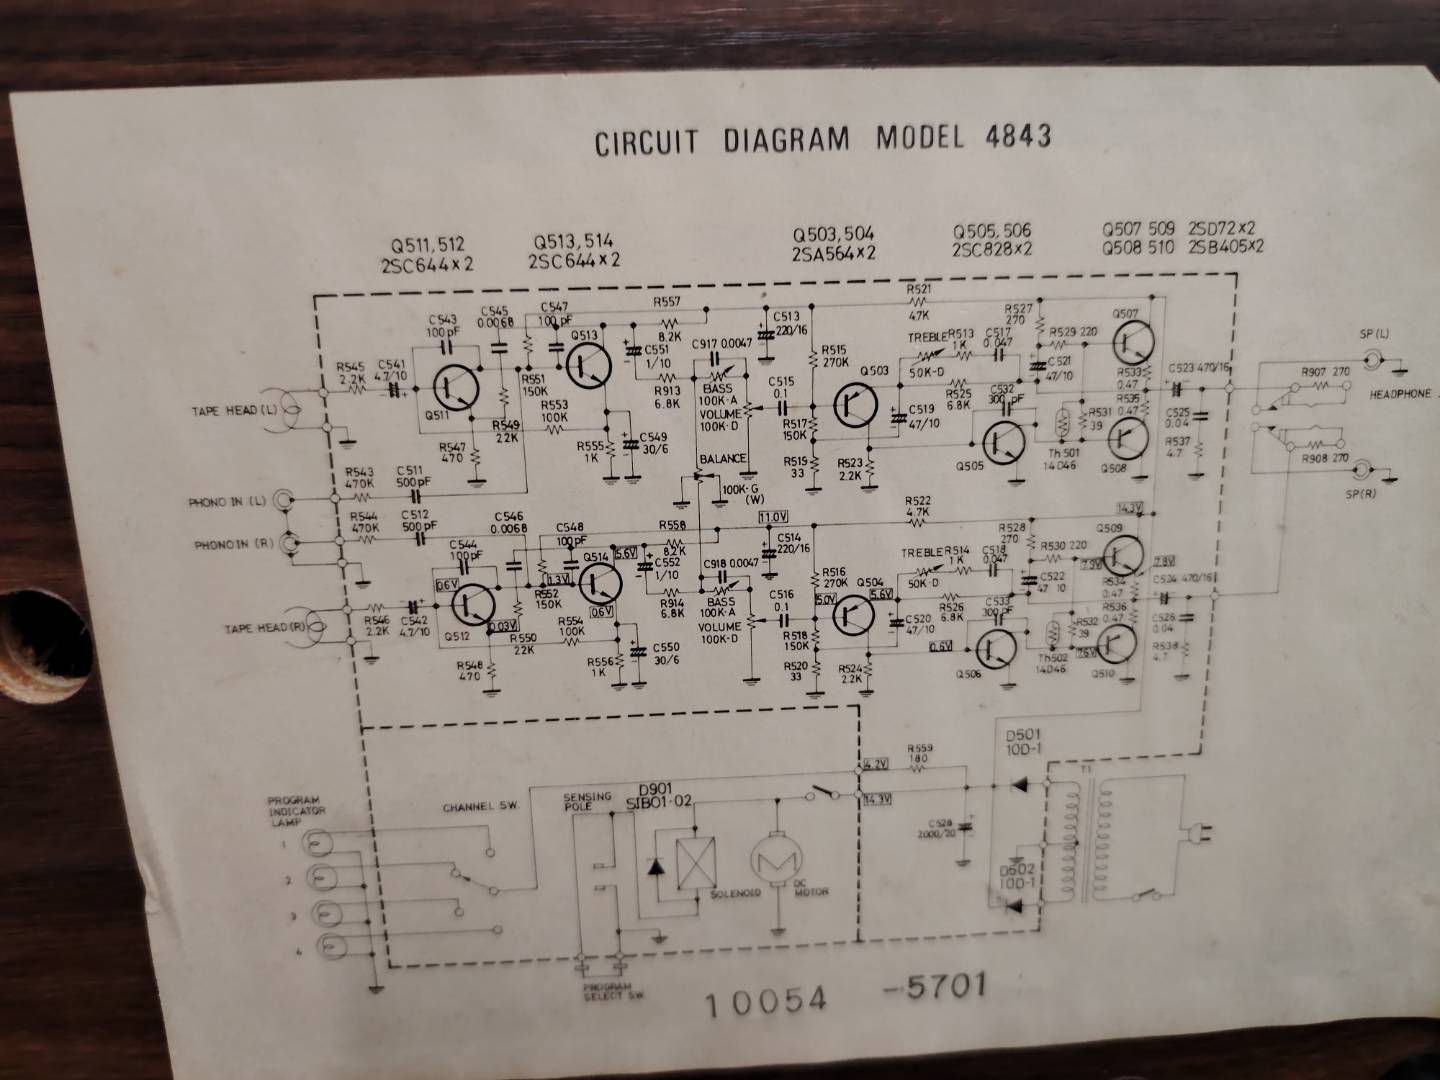 CIRCUIT DIAGRAM MODEL 4843
Q511, 512
2SC644×2
Q513, 514
2SC644×2
Q503, 504
2SA564×2
Q505, 506
2SC828×2
Q507 509 2SD72×2
Q508 510 2SB405×2
C543
100pF
C545
0.0068
C547
100pF
Q513
R557
8.2K
C551
1/10
C513
220/16
R521
4.7K
R527
270
Q507
R529 220
R545
2.2K
C541
4.7/10
Q511
R551
150K
R549
22K
R553
100K
R547
470
R555
1K
C549
30/6
C917 0.0047
R913
6.8K
BASS
100K-A
VOLUME
100K-D
C515
0.1
R515
270K
R517
150K
R519
33
Q503
TREBLE
50K-D
R513
1K
C517
0.047
C521
47/10
R525
6.8K
C532
300pF
C519
47/10
R523
2.2K
Q505
Th501
14D46
R531
39
R533
0.47
R535
0.47
Q508
C523 470/16
C525
0.04
R537
4.7
SP(L)
R907 270
HEADPHONE
R908 270
SP(R)
TAPE HEAD (L)
R543
470K
C511
500pF
PHONO IN (L)
R544
470K
C512
500pF
PHONO IN (R)
BALANCE
100K-G
(W)
11.0V
C514
220/16
R522
4.7K
R528
270
14.3V
Q509
C544
100pF
C546
0.0068
C548
100pF
Q514
5.6V
R558
8.2K
C552
1/10
C918 0.0047
R516
270K
TREBLE
50K-D
R514
1K
C518
0.047
R530 220
7.9V
7.8V
C524 470/16
0.6V
1.3V
0.6V
0.03V
TAPE HEAD(R)
R546
2.2K
C542
4.7/10
Q512
R552
150K
R550
22K
R554
100K
R548
470
R556
1K
C550
30/6
R914
6.8K
BASS
100K-A
VOLUME
100K-D
C516
0.1
5.0V
Q504
5.6V
R518
150K
R520
33
R524
2.2K
C520
47/10
R526
6.8K
C533
300pF
C522
47 10
0.6V
Q506
Th502
14D46
R532
39
R534
0.47
R536
0.47
7.6V
Q510
C526
0.04
R538
4.7
D501
10D-1
T1
4.2V
R559
180
14.3V
C528
2000/20
D502
10D-1
PROGRAM
INDICATOR
LAMP
1
2
3
4
CHANNEL SW.
SENSING
POLE
D901
SIB01-02
SOLENOID
M
DC
MOTOR
PROGRAM
SELECT SW.
10054 -5701